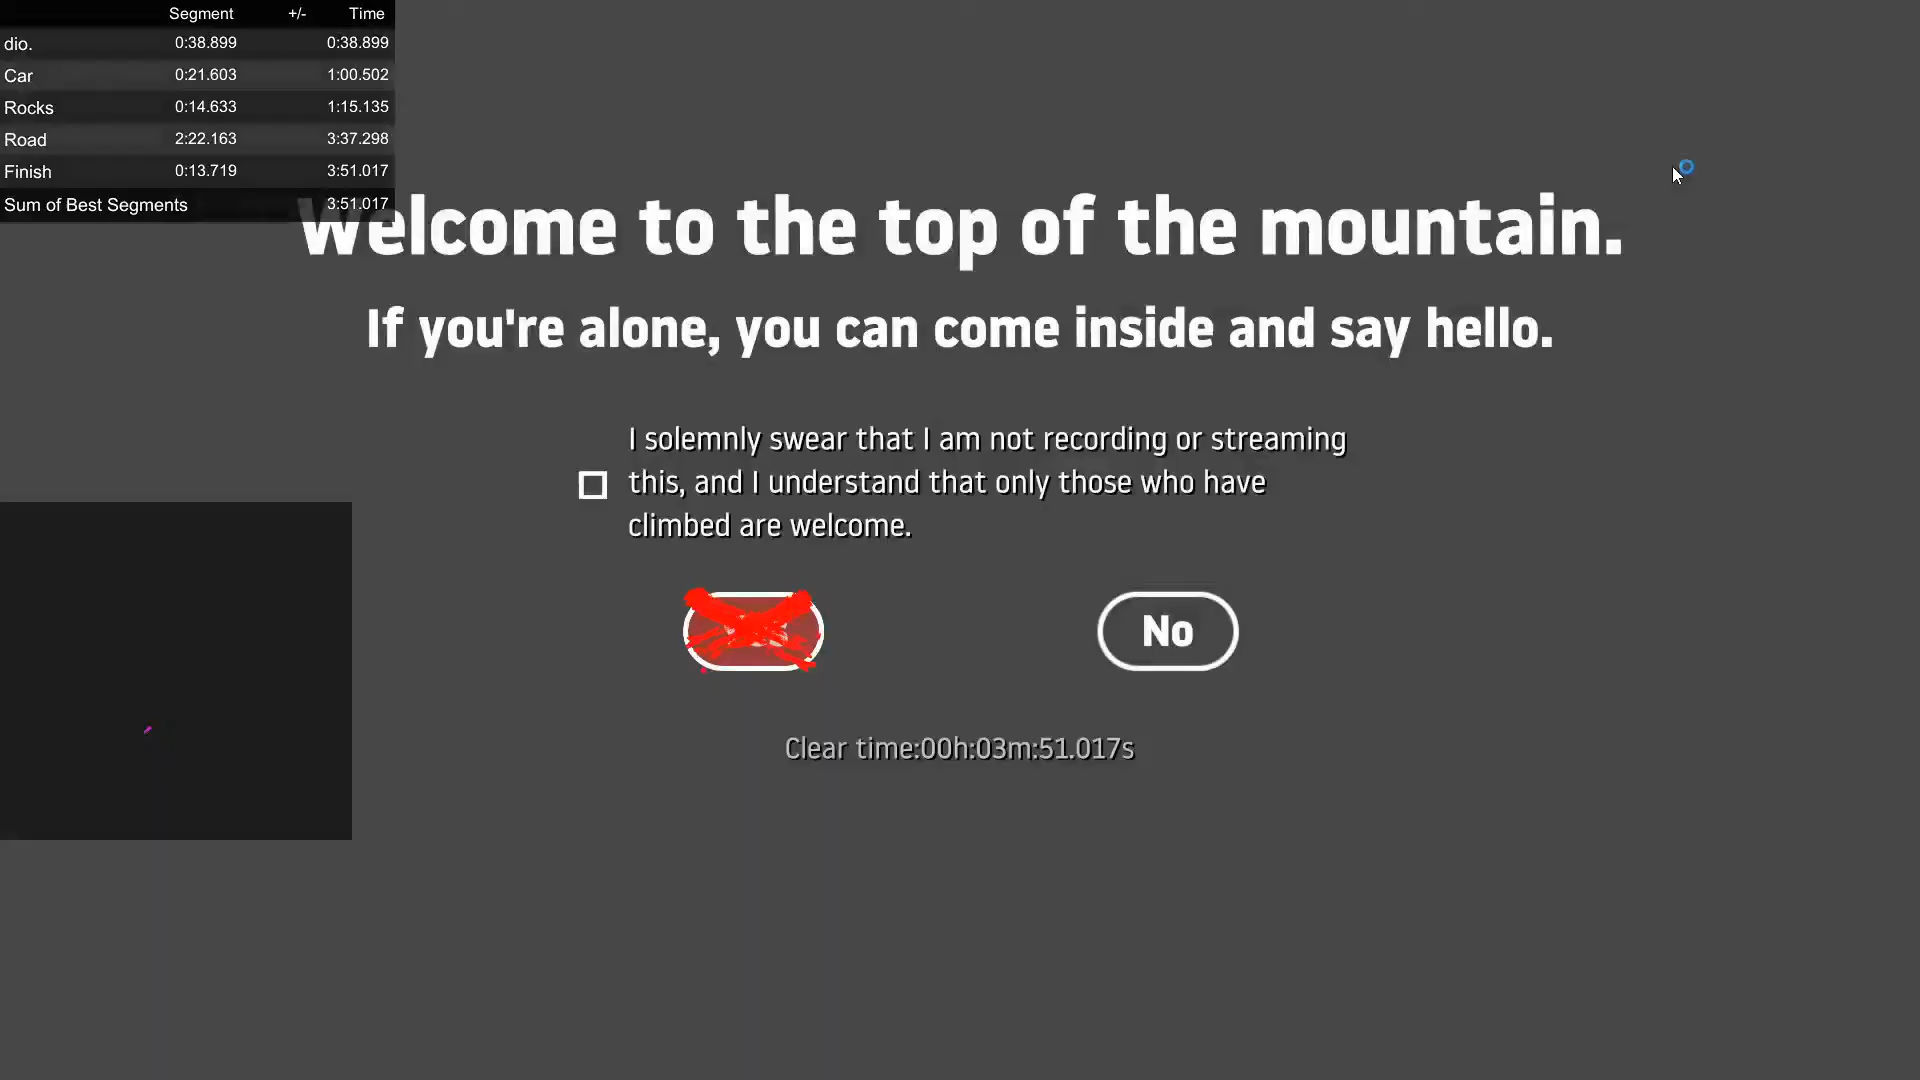 Segment +/- Time
dio. 0:38.899 0:38.899
Car 0:21.603 1:00.502
Rocks 0:14.633 1:15.135
Road 2:22.163 3:37.298
Finish 0:13.719 3:51.017
Sum of Best Segments 3:51.017
Welcome to the top of the mountain.
If you're alone, you can come inside and say hello.
I solemnly swear that I am not recording or streaming
this, and I understand that only those who have
climbed are welcome.
No
Clear time:00h:03m:51.017s